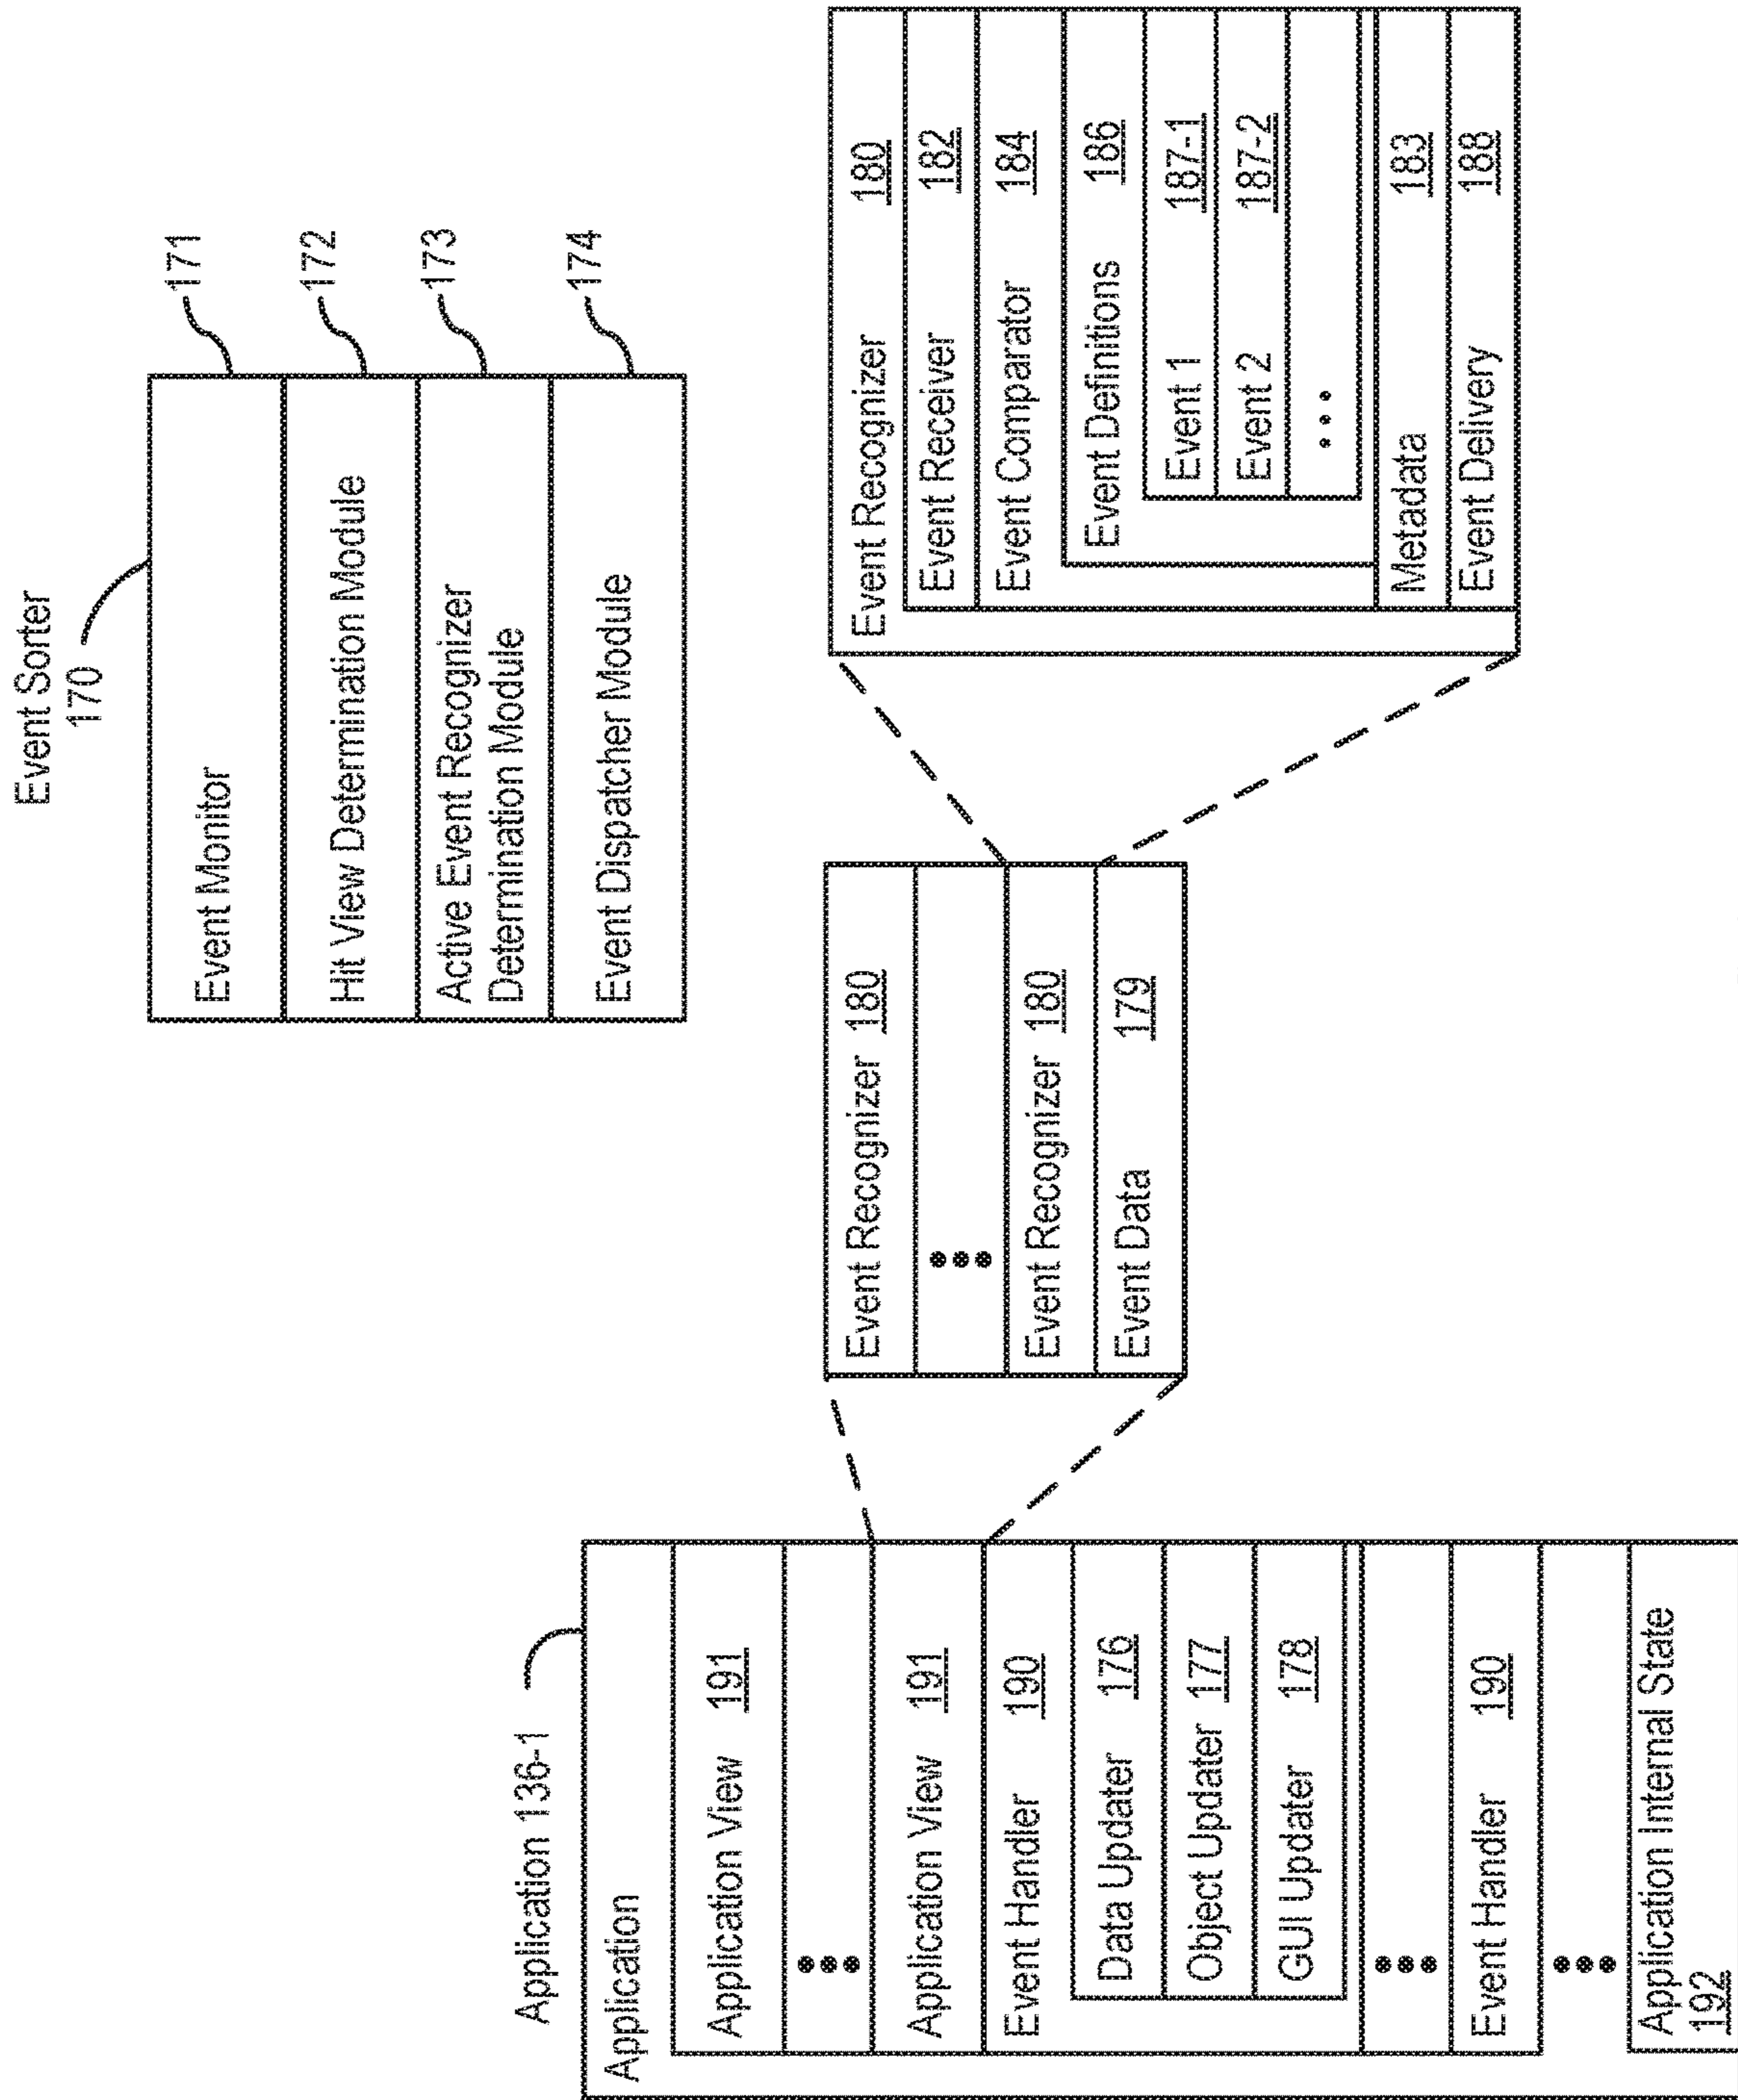 Event Sorter
170
Event Monitor
171
Hit View Determination Module
172
Active Event Recognizer
Determination Module
173
Event Dispatcher Module
174
Application 136-1
Application
Application View 191
•••
Application View 191
Event Handler 190
Data Updater 176
Object Updater 177
GUI Updater 178
•••
Event Handler 190
•••
Application Internal State
192
Event Recognizer 180
•••
Event Recognizer 180
Event Data 179
Event Recognizer 180
Event Receiver 182
Event Comparator 184
Event Definitions 186
Event 1 187-1
Event 2 187-2
•••
Metadata 183
Event Delivery 188